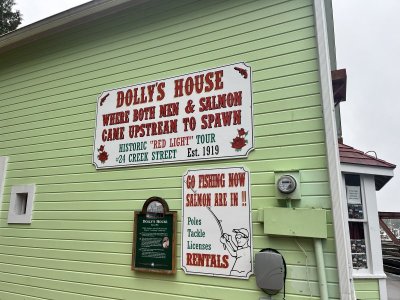 DOLLY'S HOUSE
WHERE BOTH MEN & SALMON
CAME UPSTREAM TO SPAWN
HISTORIC "RED LIGHT" TOUR
#24 CREEK STREET Est. 1919
GO FISHING NOW
SALMON ARE IN !!
Poles
Tackle
Licenses
RENTALS
DOLLY'S HOUSE